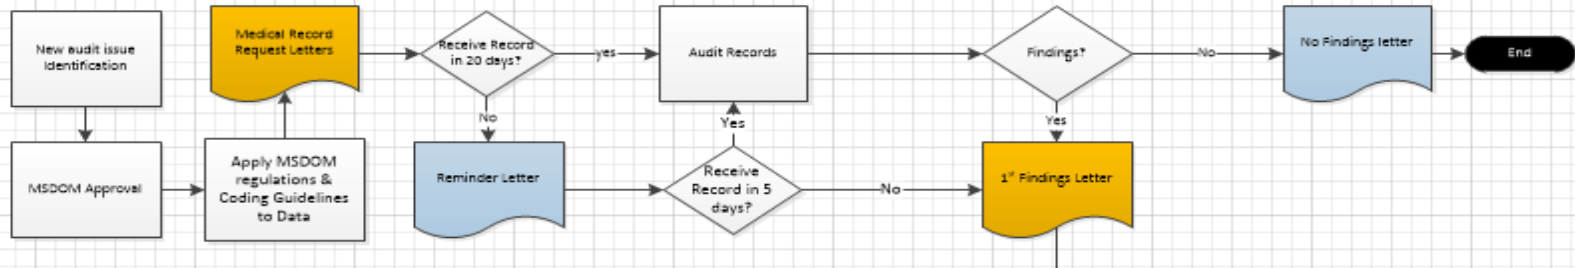 New audit issue
Identification
Medical Record
Request Letters
Receive Record
in 20 days?
yes
Audit Records
Findings?
No
No Findings letter
End
No
Yes
Yes
MSDOM Approval
Apply MSDOM
regulations &
Coding Guidelines
to Data
Reminder Letter
Receive
Record in 5
days?
No
1st Findings Letter